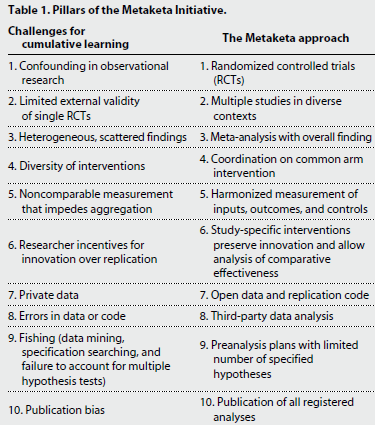 Table 1. Pillars of the Metaketa Initiative.
Challenges for
cumulative learning
The Metaketa approach
1. Confounding in observational
research
1. Randomized controlled trials
(RCTs)
2. Limited external validity
of single RCTs
2. Multiple studies in diverse
contexts
3. Heterogeneous, scattered findings
3. Meta-analysis with overall finding
4. Diversity of interventions
4. Coordination on common arm
intervention
5. Noncomparable measurement
that impedes aggregation
5. Harmonized measurement of
inputs, outcomes, and controls
6. Researcher incentives for
innovation over replication
6. Study-specific interventions
preserve innovation and allow
analysis of comparative
effectiveness
7. Private data
7. Open data and replication code
8. Errors in data or code
8. Third-party data analysis
9. Fishing (data mining,
specification searching, and
failure to account for multiple
hypothesis tests)
9. Preanalysis plans with limited
number of specified
hypotheses
10. Publication bias
10. Publication of all registered
analyses